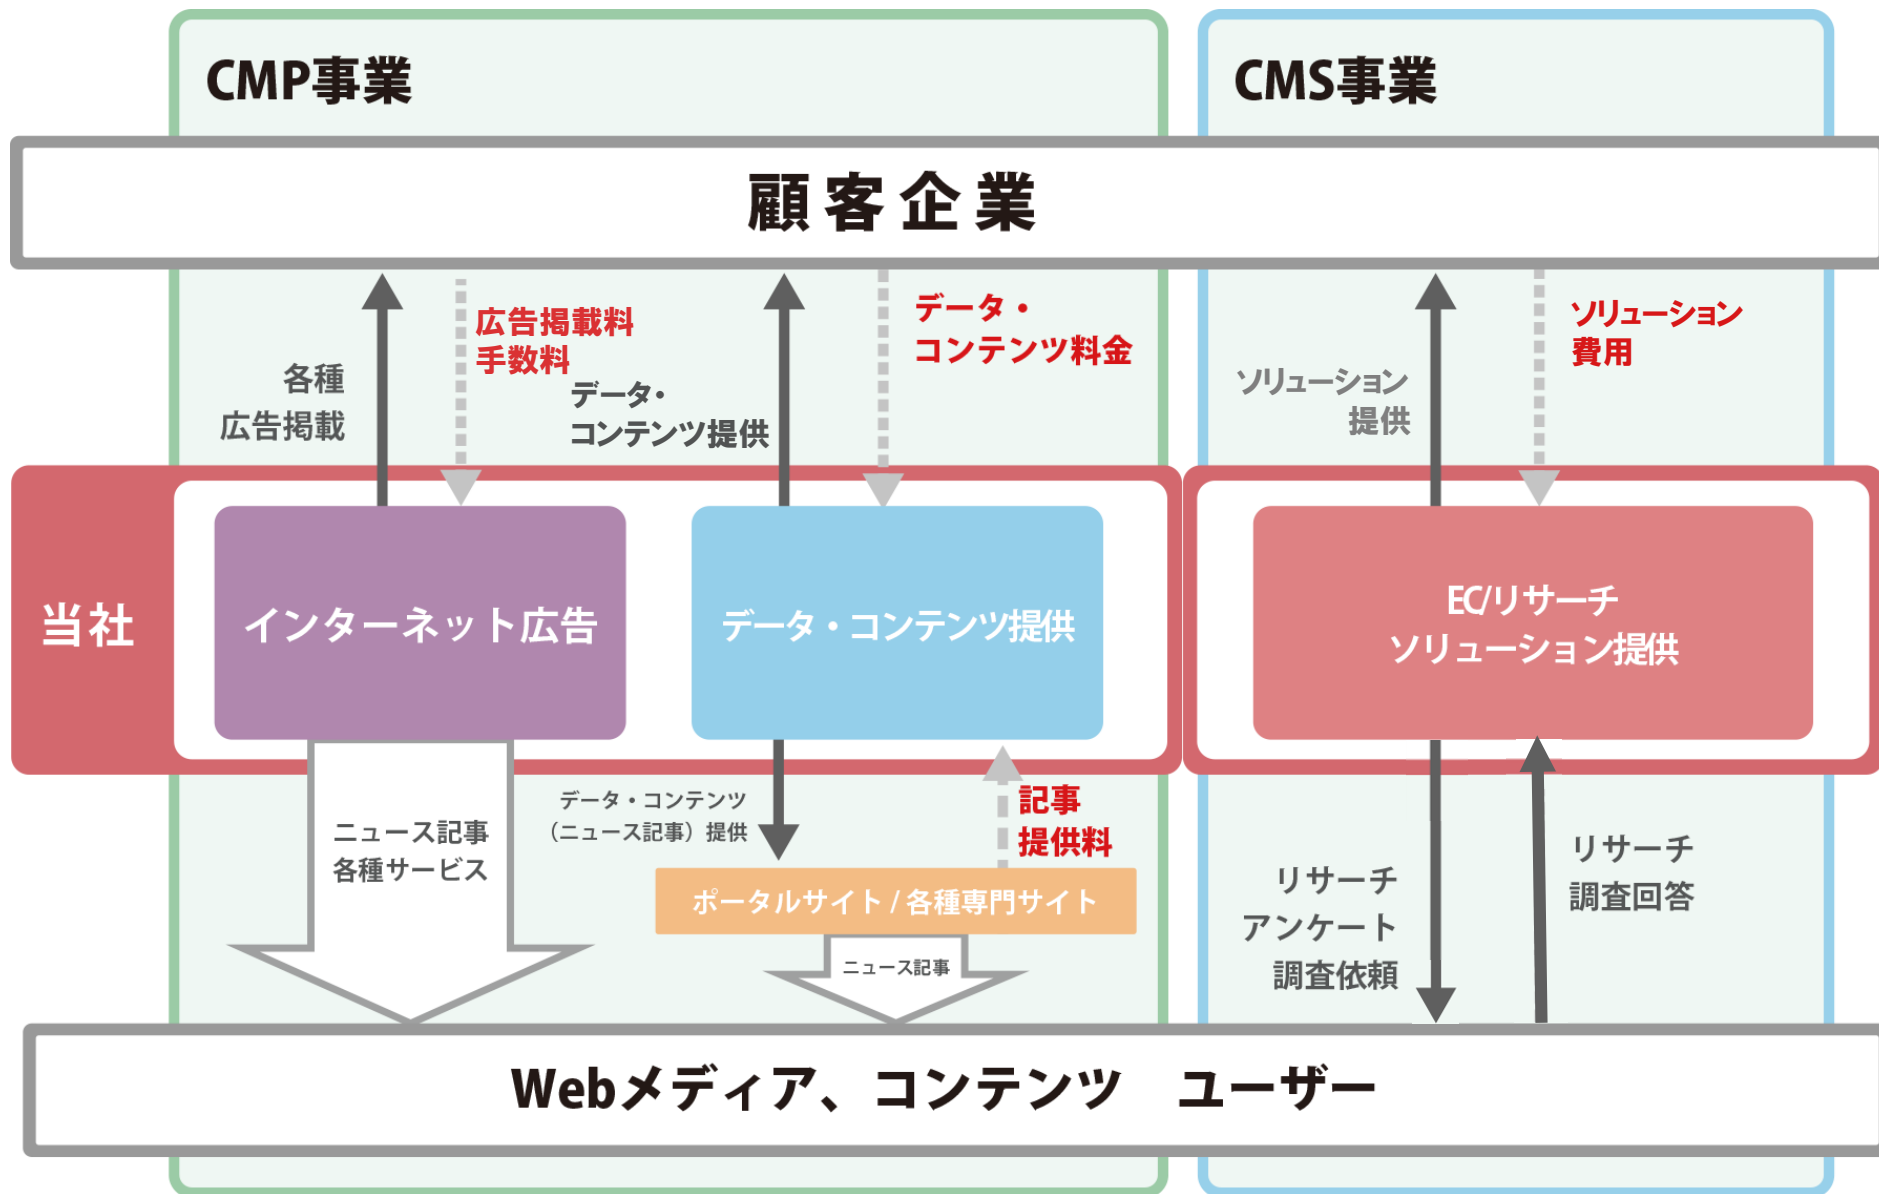 CMP事業
CMS事業
顧客企業
各種
広告掲載
広告掲載料
手数料
データ・
コンテンツ提供
データ・
コンテンツ料金
ソリューション
提供
ソリューション
費用
当社
インターネット広告
データ・コンテンツ提供
EC/リサーチ
ソリューション提供
ニュース記事
各種サービス
データ・コンテンツ
（ニュース記事）提供
記事
提供料
ポータルサイト / 各種専門サイト
ニュース記事
リサーチ
アンケート
調査依頼
リサーチ
調査回答
Webメディア、コンテンツ　ユーザー